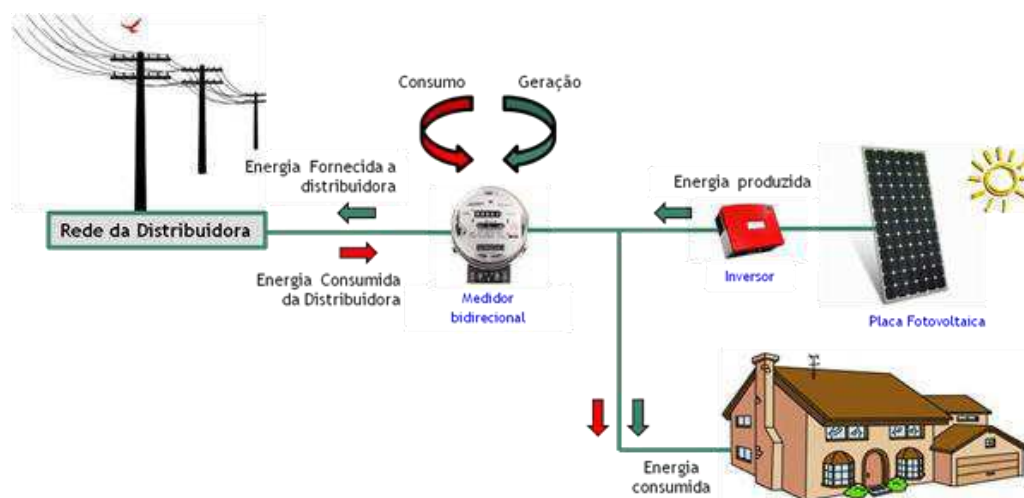 Consumo
Geração
Energia Fornecida a
distribuidora
Energia produzida
Rede da Distribuidora
Energia Consumida
da Distribuidora
Medidor
bidirecional
Inversor
Placa Fotovoltaica
Energia
consumida